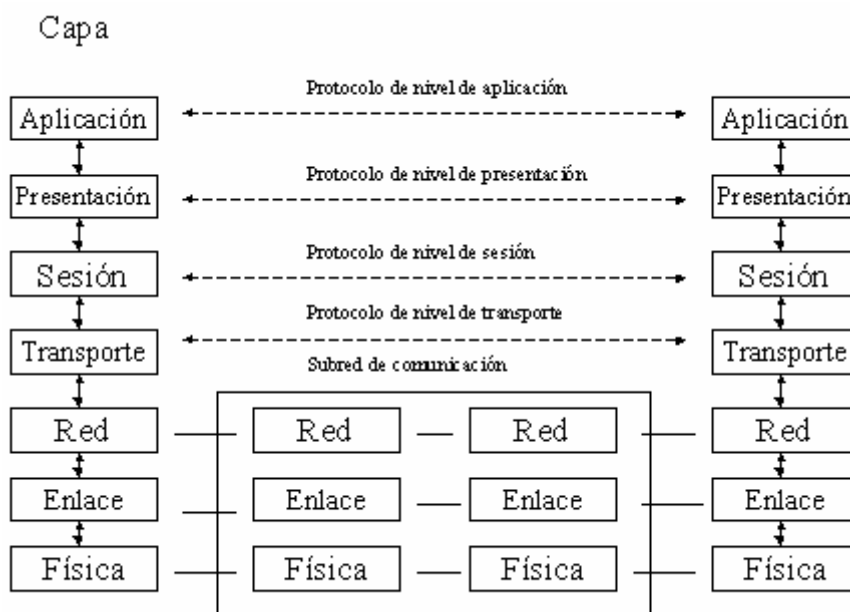 Capa
Protocolo de nivel de aplicación
Aplicación
Aplicación
Protocolo de nivel de presentación
Presentación
Presentación
Protocolo de nivel de sesión
Sesión
Sesión
Protocolo de nivel de transporte
Transporte
Transporte
Subred de comunicación
Red
Red
Red
Red
Enlace
Enlace
Enlace
Enlace
Física
Física
Física
Física